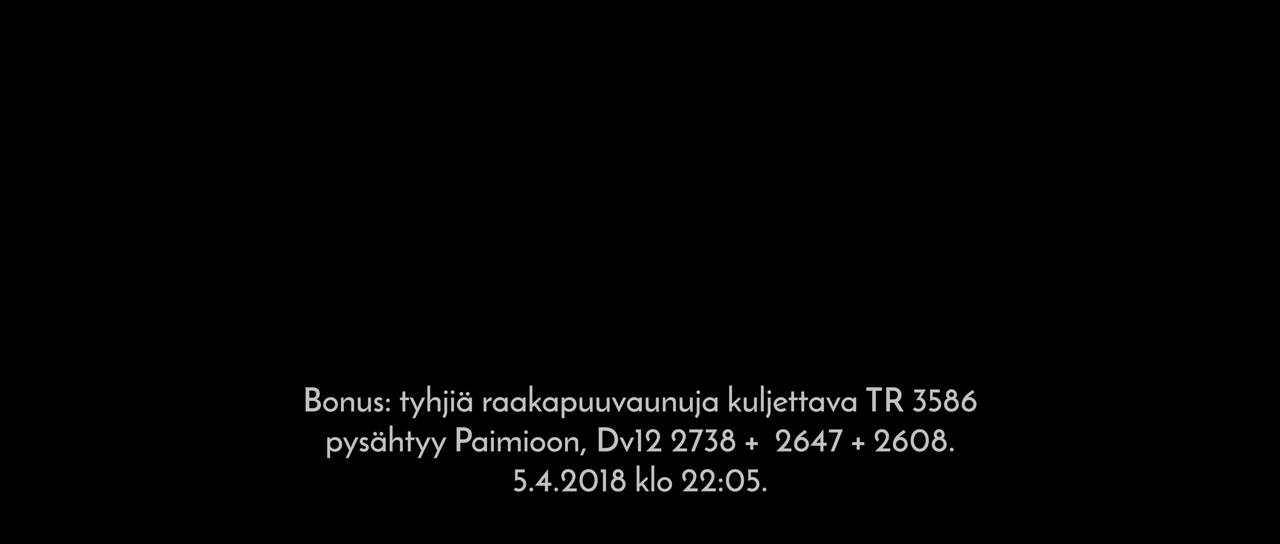 Bonus: tyhjiä raakapuuvaunuja kuljettava TR 3586
pysähtyy Paimioon, Dv12 2738 + 2647 + 2608.
5.4.2018 klo 22:05.